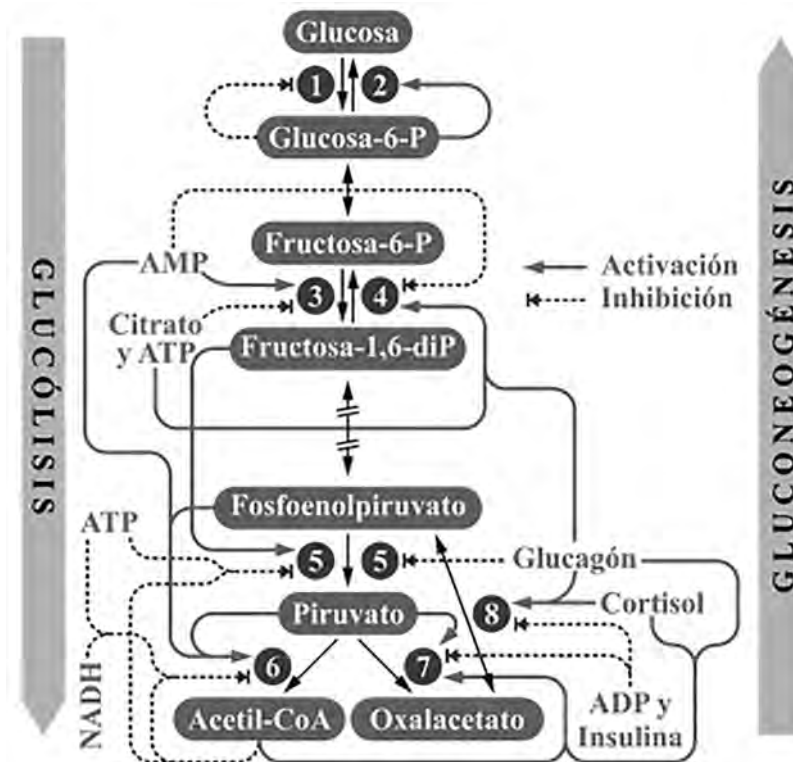 Glucosa
1
2
Glucosa-6-P
Fructosa-6-P
AMP
3
4
Activación
Inhibición
Citrato
y ATP
Fructosa-1,6-diP
GLUCÓLISIS
GLUCONEOGÉNESIS
Fosfoenolpiruvato
ATP
5
5
Glucagón
Piruvato
8
Cortisol
6
7
NADH
Acetil-CoA
Oxalacetato
ADP y
Insulina